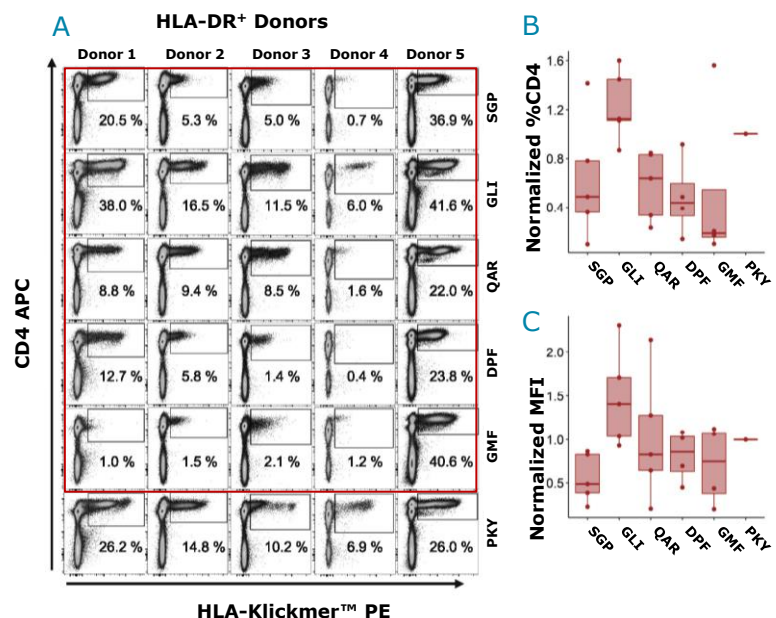 A
HLA-DR⁺ Donors
Donor 1 Donor 2 Donor 3 Donor 4 Donor 5
20.5 % 5.3 % 5.0 % 0.7 % 36.9 % SGP
38.0 % 16.5 % 11.5 % 6.0 % 41.6 % GLI
8.8 % 9.4 % 8.5 % 1.6 % 22.0 % QAR
12.7 % 5.8 % 1.4 % 0.4 % 23.8 % DPF
1.0 % 1.5 % 2.1 % 1.2 % 40.6 % GMF
26.2 % 14.8 % 10.2 % 6.9 % 26.0 % PKY
CD4 APC
HLA-Klickmer™ PE
B
Normalized %CD4
1.6
1.2
0.8
0.4
SGP GLI QAR DPF GMF PKY
C
Normalized MFI
2.0
1.5
1.0
0.5
SGP GLI QAR DPF GMF PKY